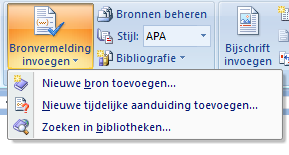 Bronvermelding
invoegen
Bronnen beheren
Stijl: APA
Bibliografie
Bijschrift
invoegen
Nieuwe bron toevoegen...
Nieuwe tijdelijke aanduiding toevoegen...
Zoeken in bibliotheken...